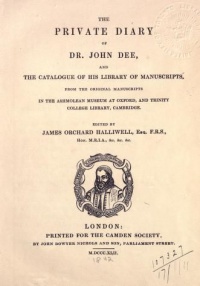 THE
PRIVATE DIARY
OF
DR. JOHN DEE,
AND
THE CATALOGUE OF HIS LIBRARY OF MANUSCRIPTS,
FROM THE ORIGINAL MANUSCRIPTS
IN THE ASHMOLEAN MUSEUM AT OXFORD, AND TRINITY
COLLEGE LIBRARY, CAMBRIDGE.
EDITED BY
JAMES ORCHARD HALLIWELL, Esq. F.R.S.,
Hon. M.R.I.A., &c. &c. &c.
LONDON:
PRINTED FOR THE CAMDEN SOCIETY,
BY JOHN BOWYER NICHOLS AND SON, PARLIAMENT STREET.
M.DCCC.XLII.